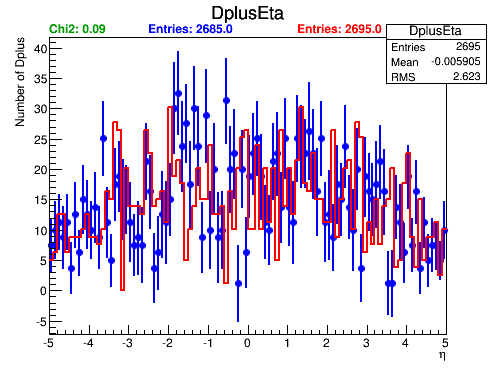 DplusEta
Chi2: 0.09 Entries: 2685.0 Entries: 2695.0
DplusEta
Entries 2695
Mean -0.005905
RMS 2.623
Number of Dplus
40
35
30
25
20
15
10
5
0
-5
-5 -4 -3 -2 -1 0 1 2 3 4 5
η